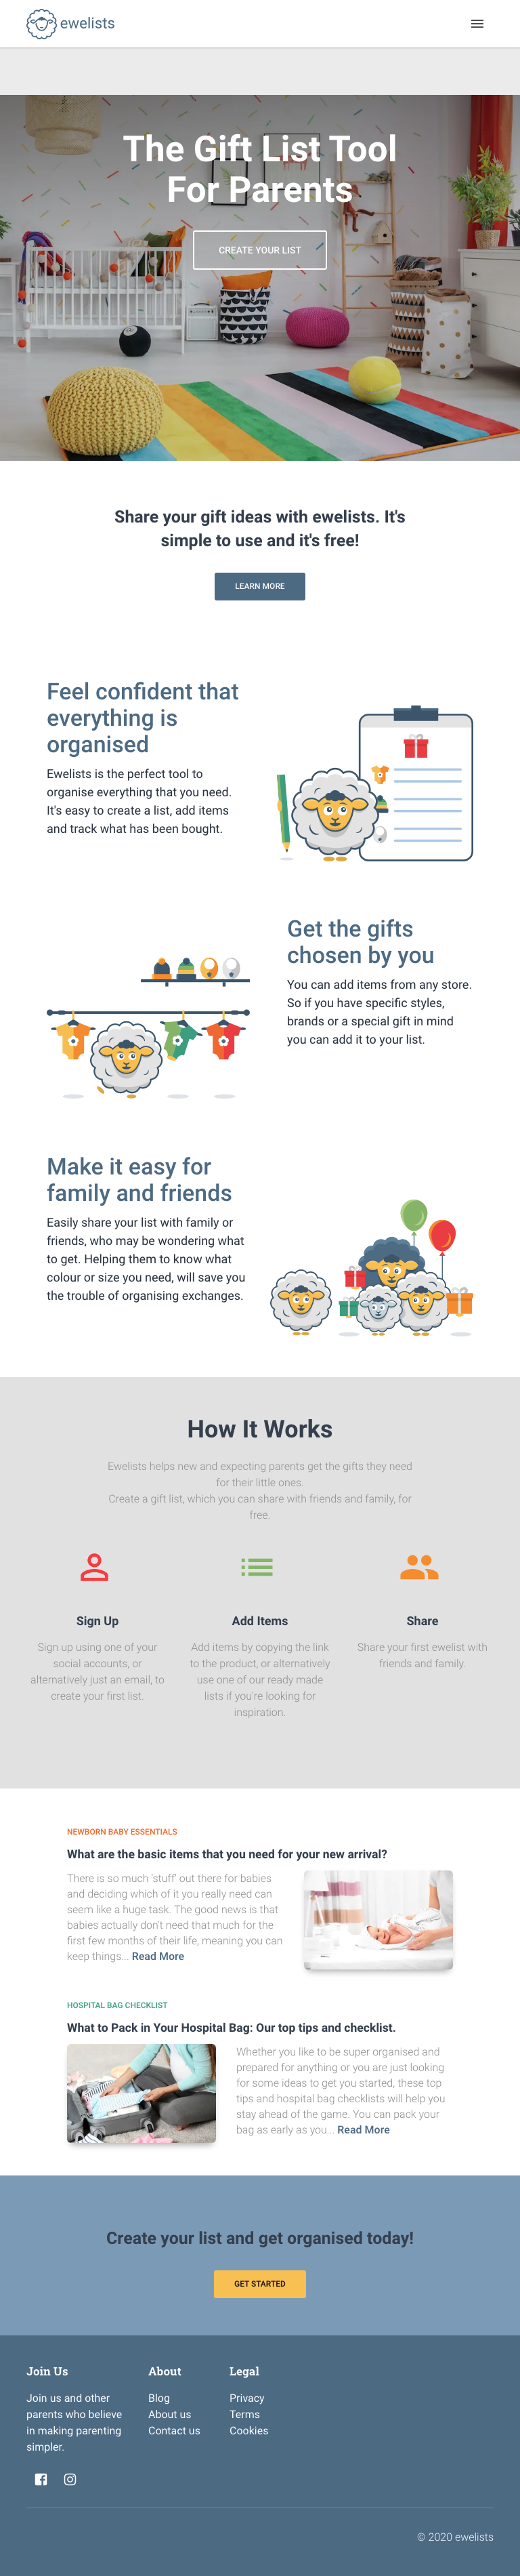 ewelists
The Gift List Tool
For Parents
CREATE YOUR LIST
Share your gift ideas with ewelists. It's
simple to use and it's free!
LEARN MORE
Feel confident that
everything is
organised
Ewelists is the perfect tool to
organise everything that you need.
It's easy to create a list, add items
and track what has been bought.
Get the gifts
chosen by you
You can add items from any store.
So if you have specific styles,
brands or a special gift in mind
you can add it to your list.
Make it easy for
family and friends
Easily share your list with family or
friends, who may be wondering what
to get. Helping them to know what
colour or size you need, will save you
the trouble of organising exchanges.
How It Works
Ewelists helps new and expecting parents get the gifts they need
for their little ones.
Create a gift list, which you can share with friends and family, for
free.
Sign Up
Sign up using one of your
social accounts, or
alternatively just an email, to
create your first list.
Add Items
Add items by copying the link
to the product, or alternatively
use one of our ready made
lists if you're looking for
inspiration.
Share
Share your first ewelist with
friends and family.
NEWBORN BABY ESSENTIALS
What are the basic items that you need for your new arrival?
There is so much 'stuff' out there for babies
and deciding which of it you really need can
seem like a huge task. The good news is that
babies actually don't need that much for the
first few months of their life, meaning you can
keep things... Read More
HOSPITAL BAG CHECKLIST
What to Pack in Your Hospital Bag: Our top tips and checklist.
Whether you like to be super organised and
prepared for anything or you are just looking
for some ideas to get you started, these top
tips and hospital bag checklists will help you
stay ahead of the game. You can pack your
bag as early as you... Read More
Create your list and get organised today!
GET STARTED
Join Us
Join us and other
parents who believe
in making parenting
simpler.
About
Blog
About us
Contact us
Legal
Privacy
Terms
Cookies
© 2020 ewelists